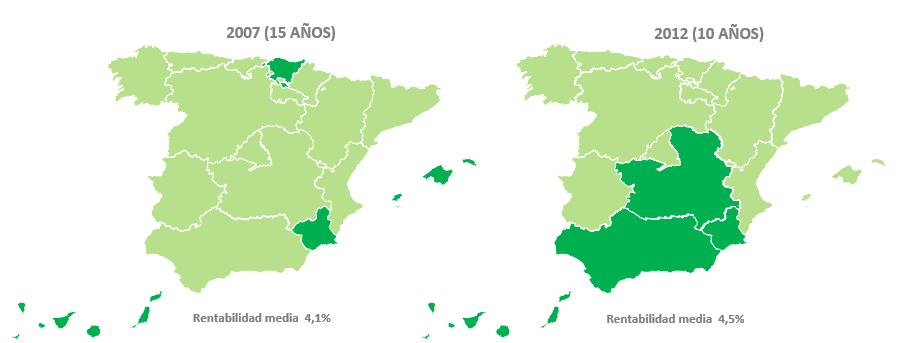 2007 (15 AÑOS)
2012 (10 AÑOS)
Rentabilidad media  4,1%
Rentabilidad media  4,5%